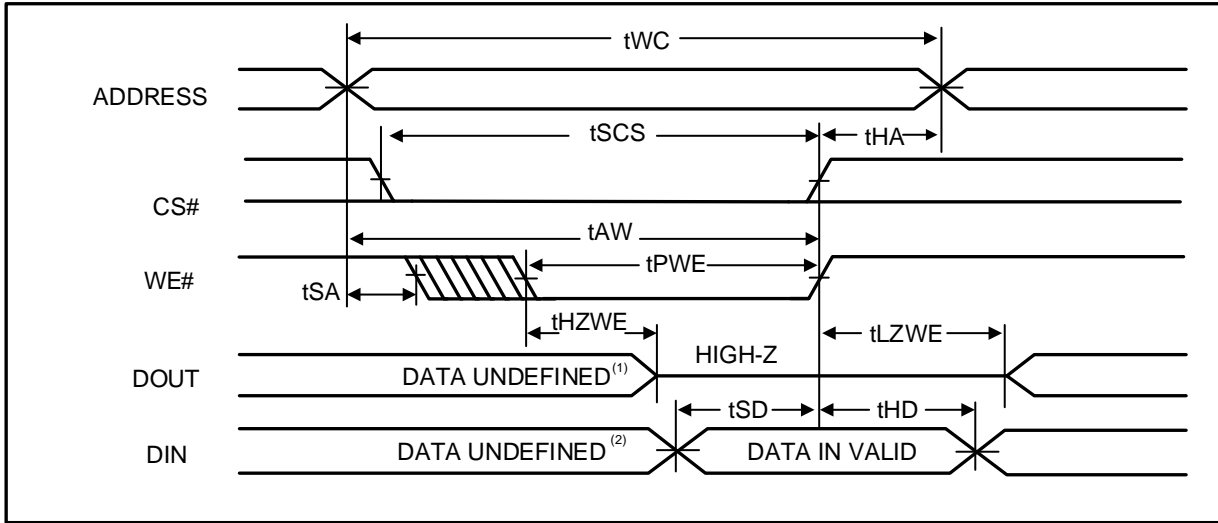 tWC
ADDRESS
tSCS
tHA
CS#
tAW
tPWE
WE#
tSA
tHZWE
tLZWE
HIGH-Z
DOUT
DATA UNDEFINED(1)
tSD
tHD
DIN
DATA UNDEFINED(2)
DATA IN VALID